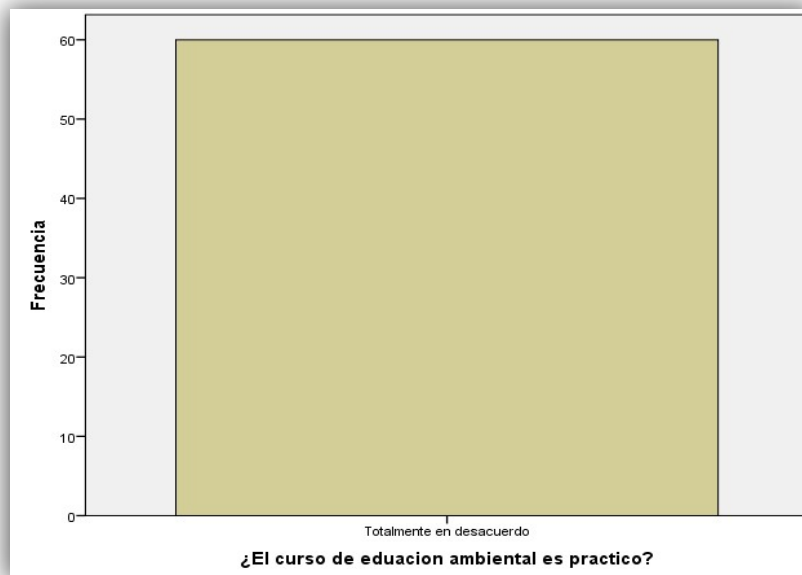 60
50
40
30
20
10
0
Frecuencia
Totalmente en desacuerdo
¿El curso de eduacion ambiental es practico?